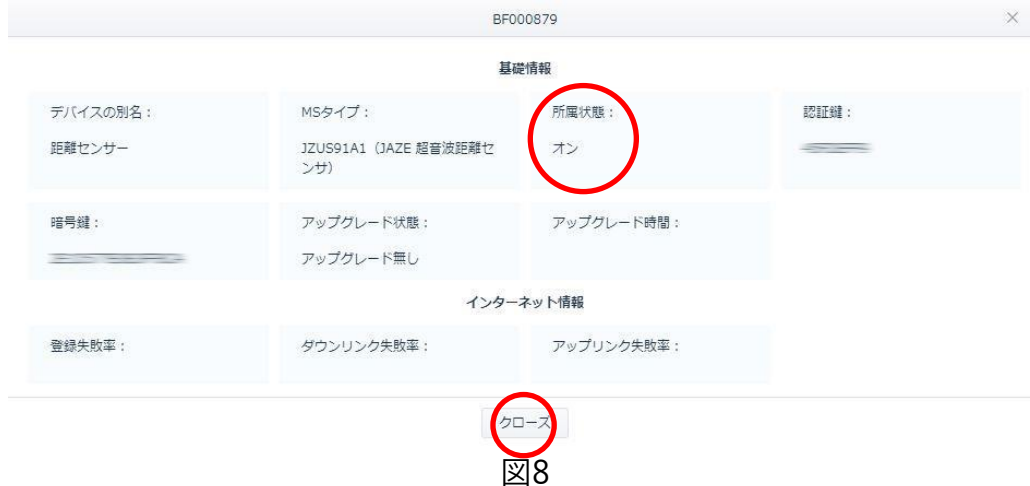 BF000879
基礎情報
デバイスの別名：
MSタイプ：
所属状態：
認証鍵：
距離センサー
JZUS91A1（JAZE 超音波距離セ
ンサ）
オン
暗号鍵：
アップグレード状態：
アップグレード時間：
アップグレード無し
インターネット情報
登録失敗率：
ダウンリンク失敗率：
アップリンク失敗率：
クローズ
図8